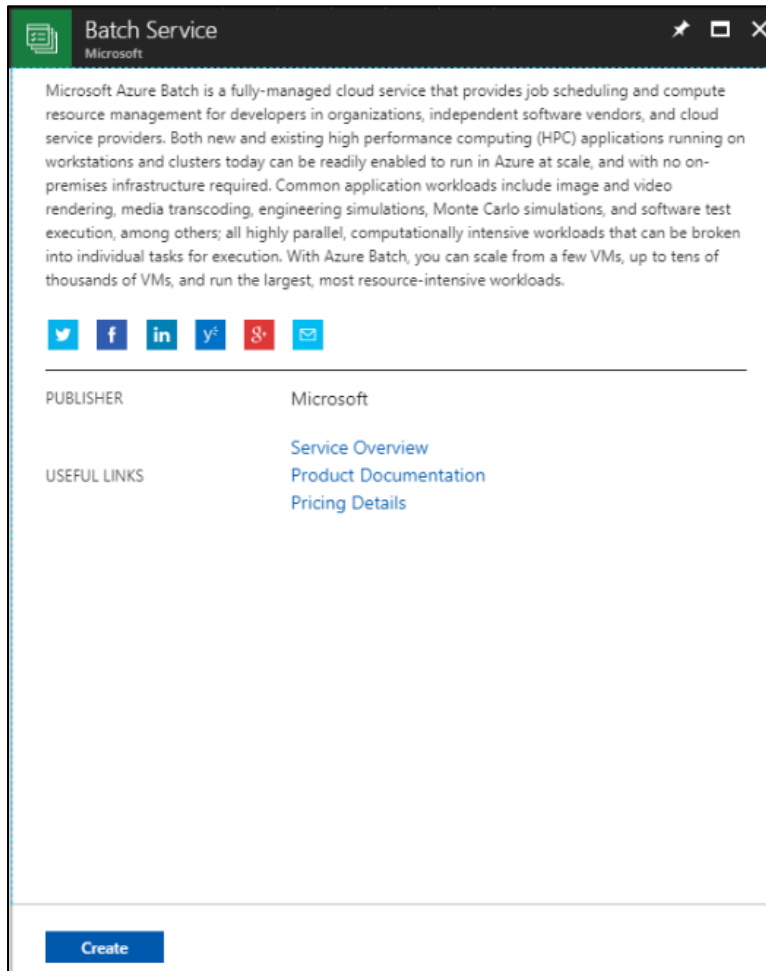 Batch Service
Microsoft
Microsoft Azure Batch is a fully-managed cloud service that provides job scheduling and compute
resource management for developers in organizations, independent software vendors, and cloud
service providers. Both new and existing high performance computing (HPC) applications running on
workstations and clusters today can be readily enabled to run in Azure at scale, and with no on-
premises infrastructure required. Common application workloads include image and video
rendering, media transcoding, engineering simulations, Monte Carlo simulations, and software test
execution, among others; all highly parallel, computationally intensive workloads that can be broken
into individual tasks for execution. With Azure Batch, you can scale from a few VMs, up to tens of
thousands of VMs, and run the largest, most resource-intensive workloads.
PUBLISHER Microsoft
Service Overview
USEFUL LINKS Product Documentation
Pricing Details
Create